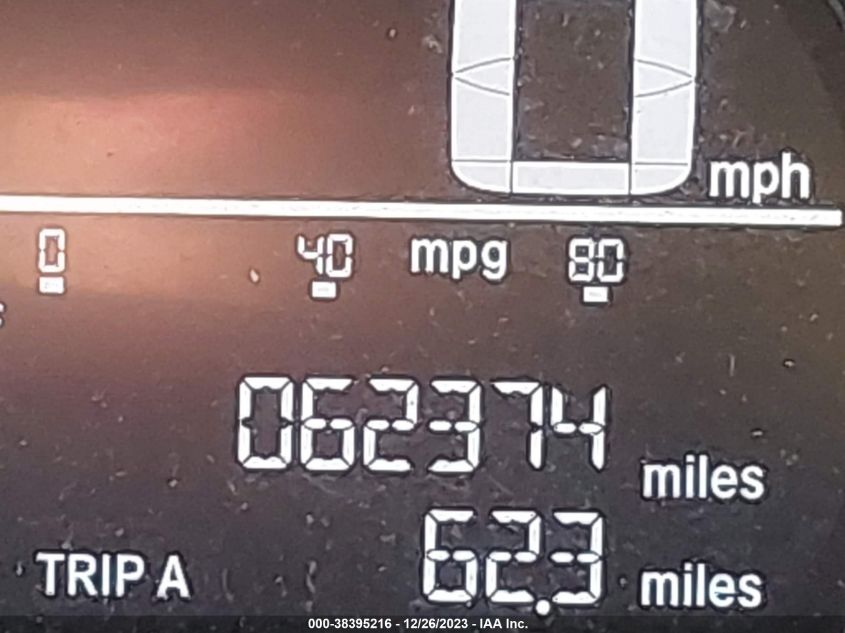 0 mph
0 40 mpg 80
062374 miles
TRIP A 62.3 miles
000-38395216 - 12/26/2023 - IAA Inc.